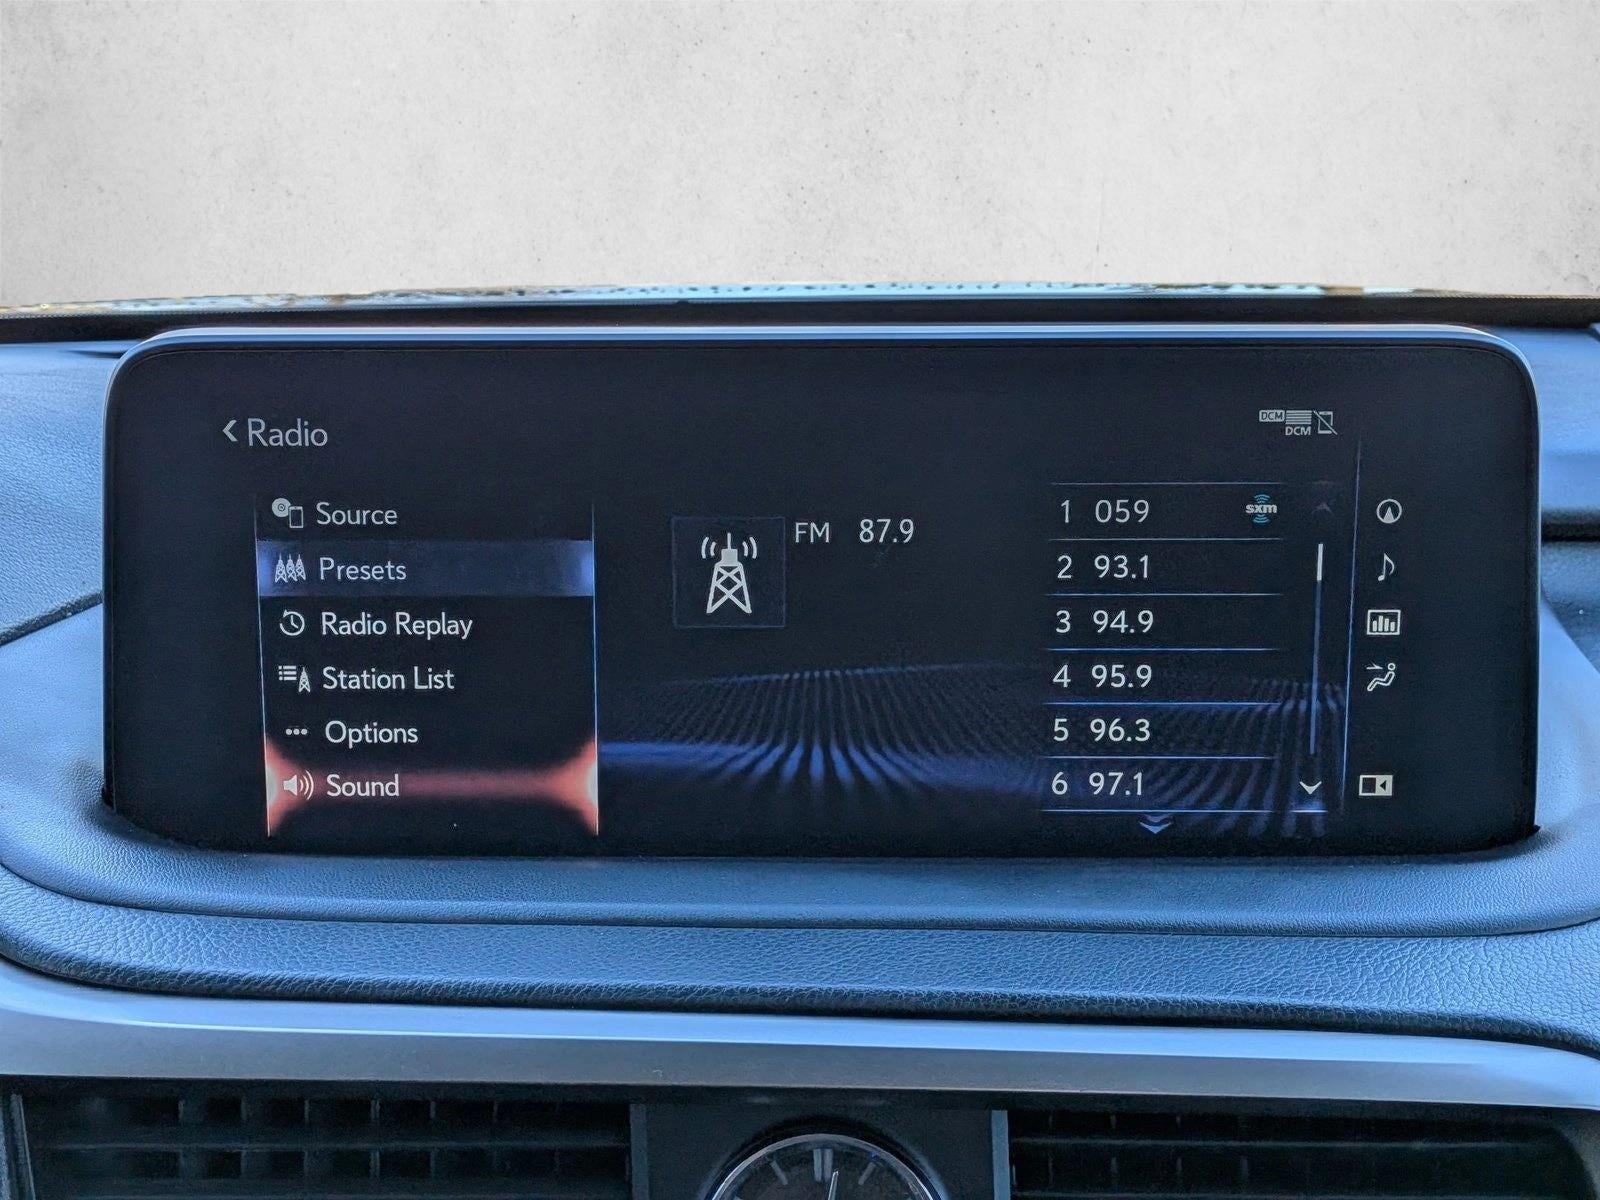 Radio
DCM
DCM
Source
Presets
Radio Replay
Station List
Options
Sound
FM 87.9
1 059 sxm
2 93.1
3 94.9
4 95.9
5 96.3
6 97.1